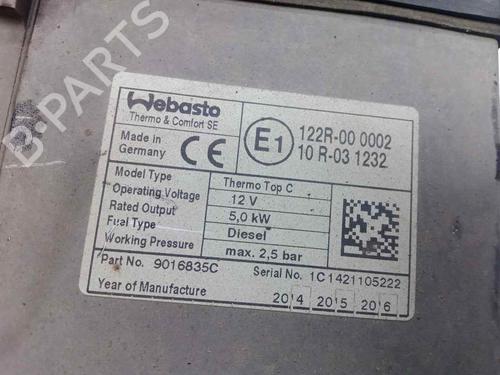 Webasto
Thermo & Comfort SE
Made in
Germany
CE
E1
122R-00 0002
10 R-03 1232
Model Type Thermo Top C
Operating Voltage 12 V
Rated Output 5,0 kW
Fuel Type Diesel
Working Pressure max. 2,5 bar
Part No. 9016835C Serial No. 1C1421105222
Year of Manufacture 2014 2015 2016
B-PARTS